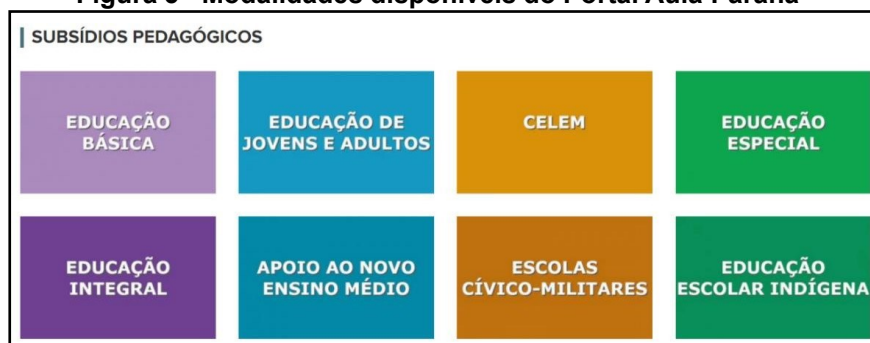 Figura 5 - Modalidades disponíveis do Portal Aula Paraná
SUBSÍDIOS PEDAGÓGICOS
EDUCAÇÃO
BÁSICA
EDUCAÇÃO DE
JOVENS E ADULTOS
CELEM
EDUCAÇÃO
ESPECIAL
EDUCAÇÃO
INTEGRAL
APOIO AO NOVO
ENSINO MÉDIO
ESCOLAS
CÍVICO-MILITARES
EDUCAÇÃO
ESCOLAR INDÍGENA